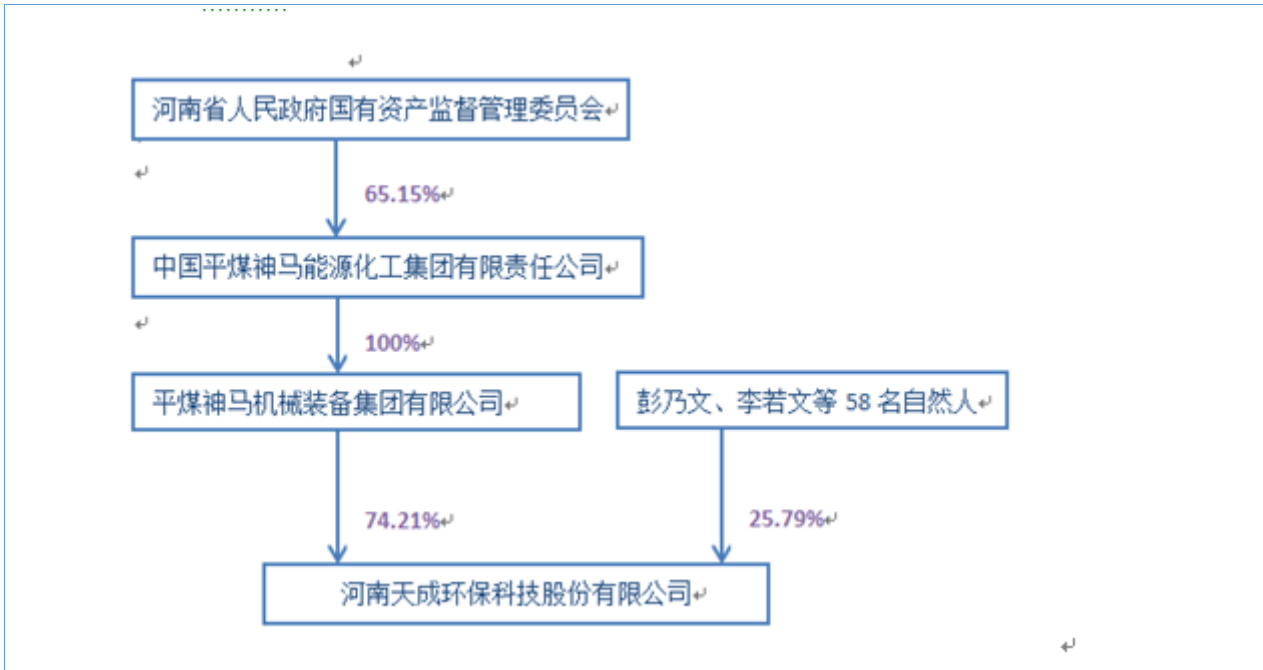 河南省人民政府国有资产监督管理委员会
65.15%
中国平煤神马能源化工集团有限责任公司
100%
平煤神马机械装备集团有限公司
彭乃文、李若文等 58 名自然人
74.21%
25.79%
河南天成环保科技股份有限公司